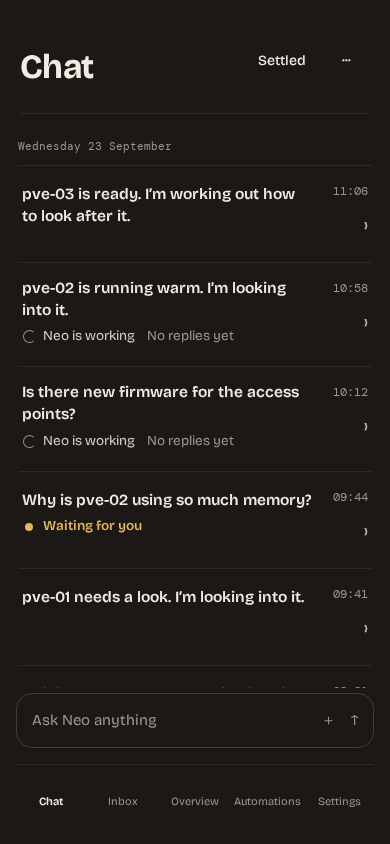 Chat
Settled
···
Wednesday 23 September
pve-03 is ready. I'm working out how
to look after it.
11:06
pve-02 is running warm. I'm looking
into it.
10:58
Neo is working No replies yet
Is there new firmware for the access
points?
10:12
Neo is working No replies yet
Why is pve-02 using so much memory?
09:44
Waiting for you
pve-01 needs a look. I'm looking into it.
09:41
Ask Neo anything
+ ↑
Chat Inbox Overview Automations Settings